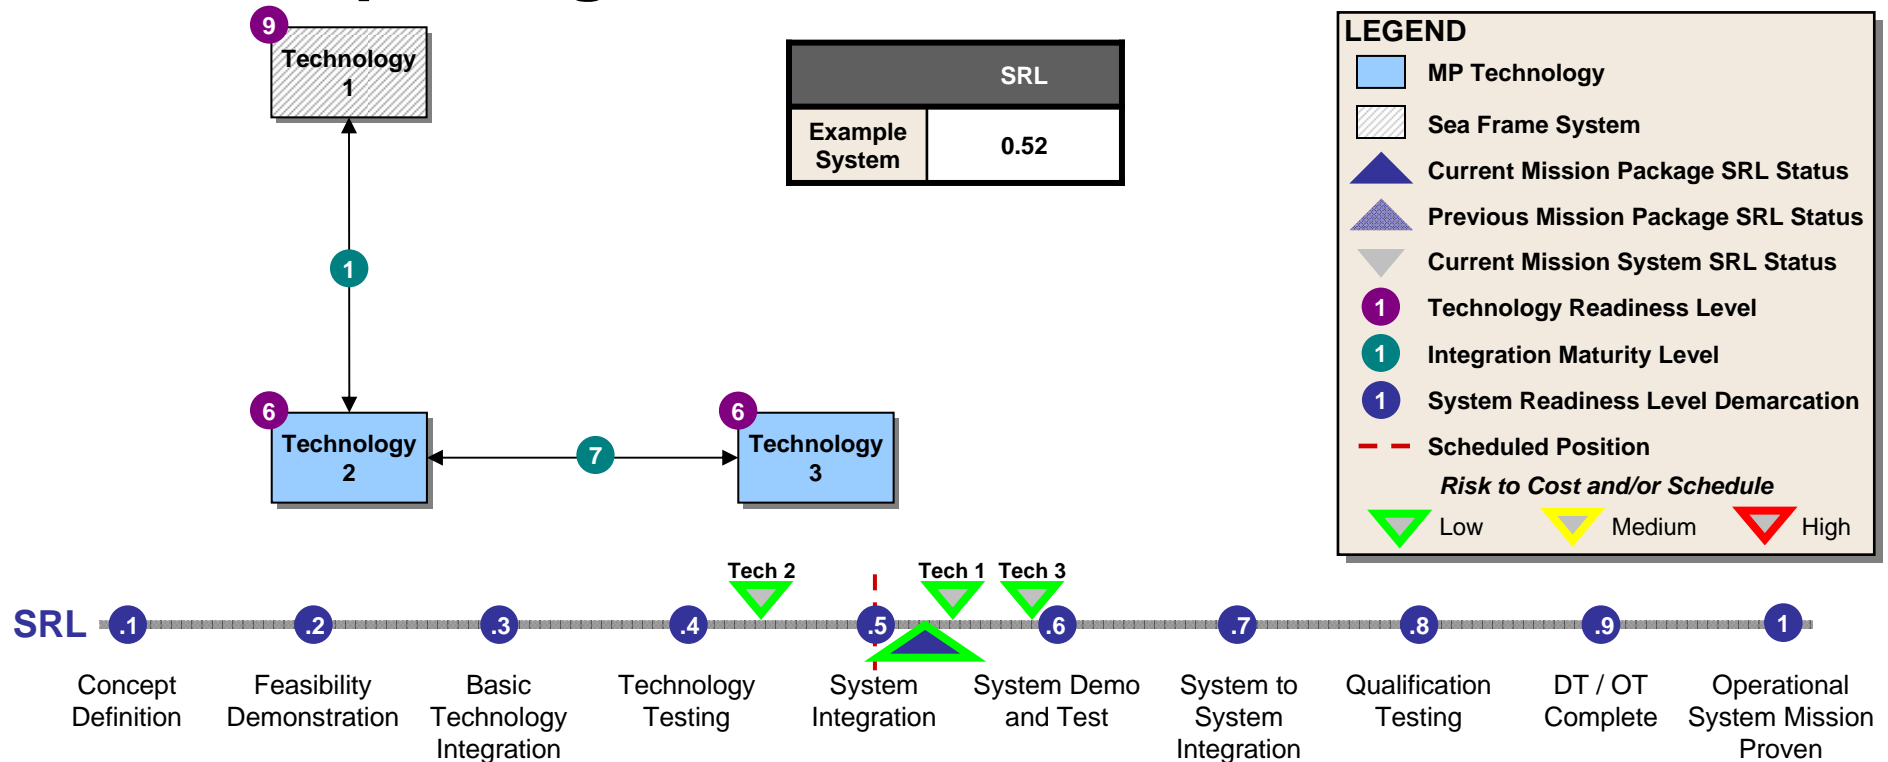 9
Technology
1
1
6
Technology
2
7
6
Technology
3
SRL
Example
System
0.52
LEGEND
MP Technology
Sea Frame System
Current Mission Package SRL Status
Previous Mission Package SRL Status
Current Mission System SRL Status
1 Technology Readiness Level
1 Integration Maturity Level
1 System Readiness Level Demarcation
Scheduled Position
Risk to Cost and/or Schedule
Low Medium High
Tech 2 Tech 1 Tech 3
SRL .1 .2 .3 .4 .5 .6 .7 .8 .9 1
Concept
Definition
Feasibility
Demonstration
Basic
Technology
Integration
Technology
Testing
System
Integration
System Demo
and Test
System to
System
Integration
Qualification
Testing
DT / OT
Complete
Operational
System Mission
Proven